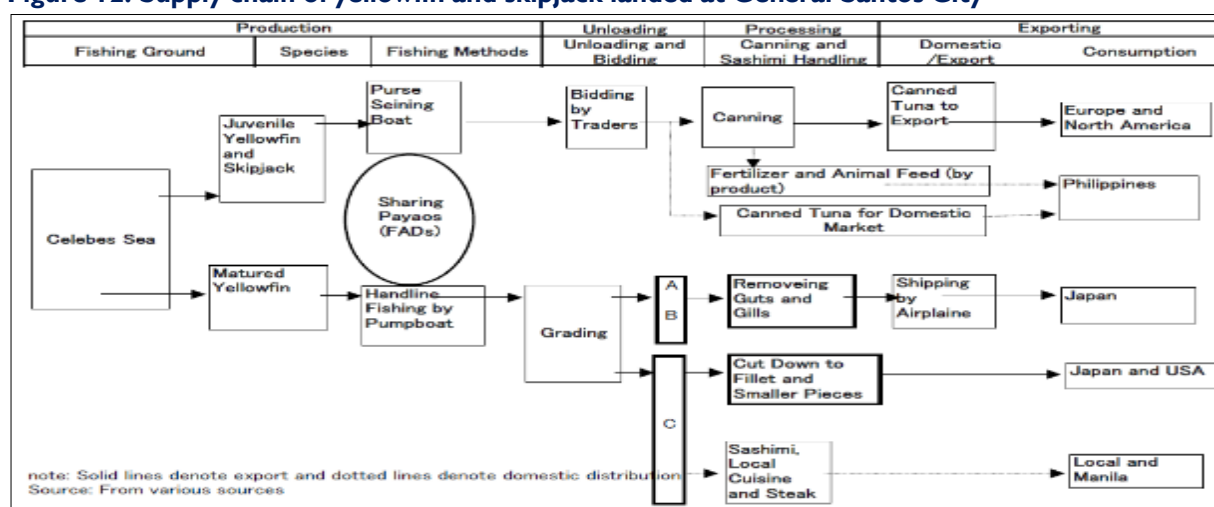 Figure 12. Supply chain of yellowfin and skipjack landed at General Santos City
Production
Unloading
Processing
Exporting
Fishing Ground
Species
Fishing Methods
Unloading and
Bidding
Canning and
Sashimi Handling
Domestic
/Export
Consumption
Juvenile
Yellowfin
and
Skipjack
Purse
Seining
Boat
Bidding
by
Traders
Canning
Canned
Tuna to
Export
Europe and
North America
Fertilizer and Animal Feed (by
product)
Philippines
Canned Tuna for Domestic
Market
Sharing
Payaos
(FADs)
Celebes Sea
Matured
Yellowfin
Handline
Fishing by
Pumpboat
Grading
A
B
Removeing
Guts and
Gills
Shipping
by
Airplaine
Japan
Cut Down to
Fillet and
Smaller Pieces
Japan and USA
C
Sashimi,
Local
Cuisine
and Steak
Local and
Manila
note: Solid lines denote export and dotted lines denote domestic distribution
Source: From various sources